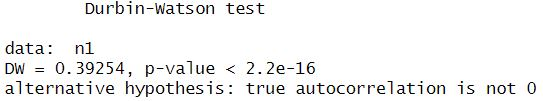 Durbin-Watson test
data:  n1
DW = 0.39254, p-value < 2.2e-16
alternative hypothesis: true autocorrelation is not 0